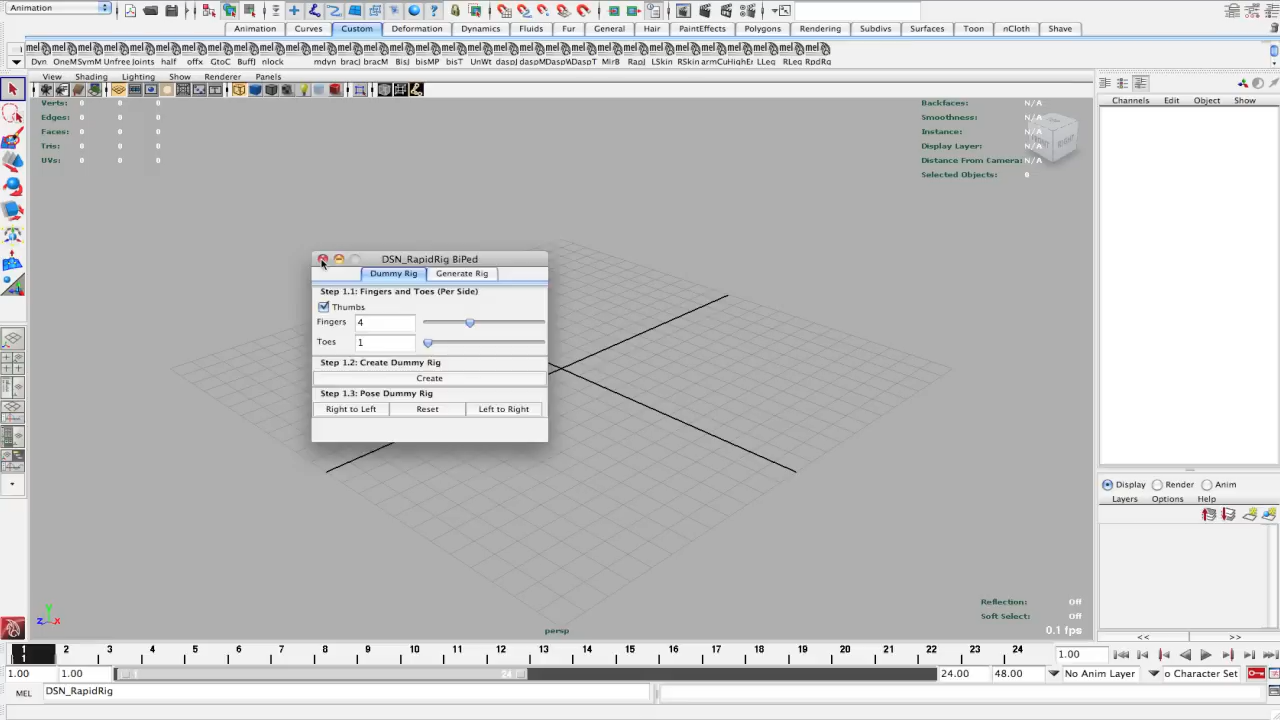 Animation
Animation Curves Custom Deformation Dynamics Fluids Fur General Hair PaintEffects Polygons Rendering Subdivs Surfaces Toon nCloth Shave
Dyn OneM SymM Unfree Joints half offx GtoC BuffJ nlock mdyn bracJ bracM BisJ bisMP bisT UnWt daspJ daspM DaspV DaspT MirB RapJ LSkin RSkin armCu HighEr LLeg RLeg RpdRg
View Shading Lighting Show Renderer Panels
Channels Edit Object Show
Verts: 0 0 0
Edges: 0 0 0
Faces: 0 0 0
Tris: 0 0 0
UVs: 0 0 0
Backfaces: N/A
Smoothness: N/A
Instance: N/A
Display Layer: N/A
Distance From Camera: N/A
Selected Objects: 0
DSN_RapidRig BiPed
Dummy Rig Generate Rig
Step 1.1: Fingers and Toes (Per Side)
Thumbs
Fingers 4
Toes 1
Step 1.2: Create Dummy Rig
Create
Step 1.3: Pose Dummy Rig
Right to Left Reset Left to Right
Display Render Anim
Layers Options Help
Reflection: Off
Soft Select: Off
0.1 fps
persp
Y
Z X
<< >>
1 2 3 4 5 6 7 8 9 10 11 12 13 14 15 16 17 18 19 20 21 22 23 24
1 1.00
1.00 1.00 24 24.00 48.00 No Anim Layer o Character Set
MEL DSN_RapidRig